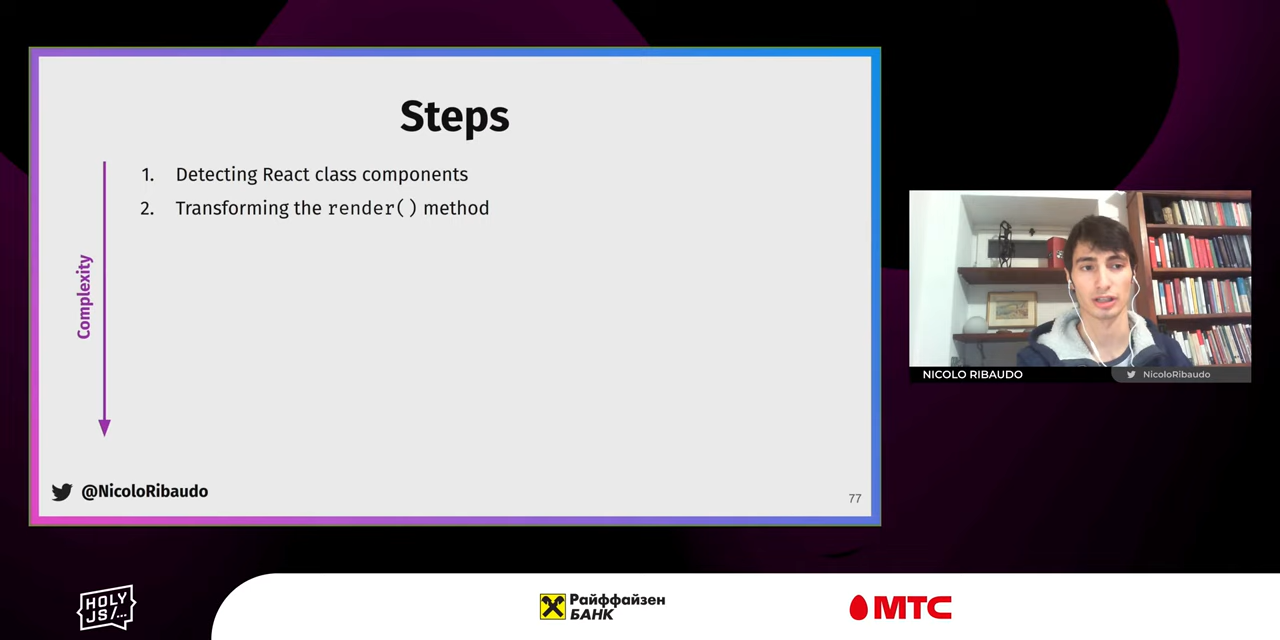 Steps
1. Detecting React class components
2. Transforming the render() method
Complexity
@NicoloRibaudo
77
NICOLO RIBAUDO
NicoloRibaudo
HOLY
JS/...
Райффайзен
БАНК
МТС